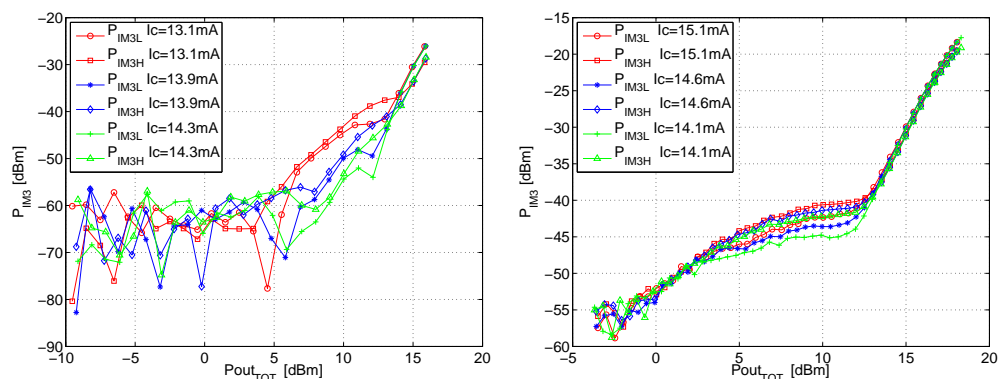 −20
−30
−40
−50
−60
−70
−80
−90
−10
−5
0
5
10
15
20
P_IM3 [dBm]
Pout_TOT [dBm]
P_IM3L Ic=13.1mA
P_IM3H Ic=13.1mA
P_IM3L Ic=13.9mA
P_IM3H Ic=13.9mA
P_IM3L Ic=14.3mA
P_IM3H Ic=14.3mA
−15
−20
−25
−30
−35
−40
−45
−50
−55
−60
−5
0
5
10
15
20
P_IM3 [dBm]
Pout_TOT [dBm]
P_IM3L Ic=15.1mA
P_IM3H Ic=15.1mA
P_IM3L Ic=14.6mA
P_IM3H Ic=14.6mA
P_IM3L Ic=14.1mA
P_IM3H Ic=14.1mA